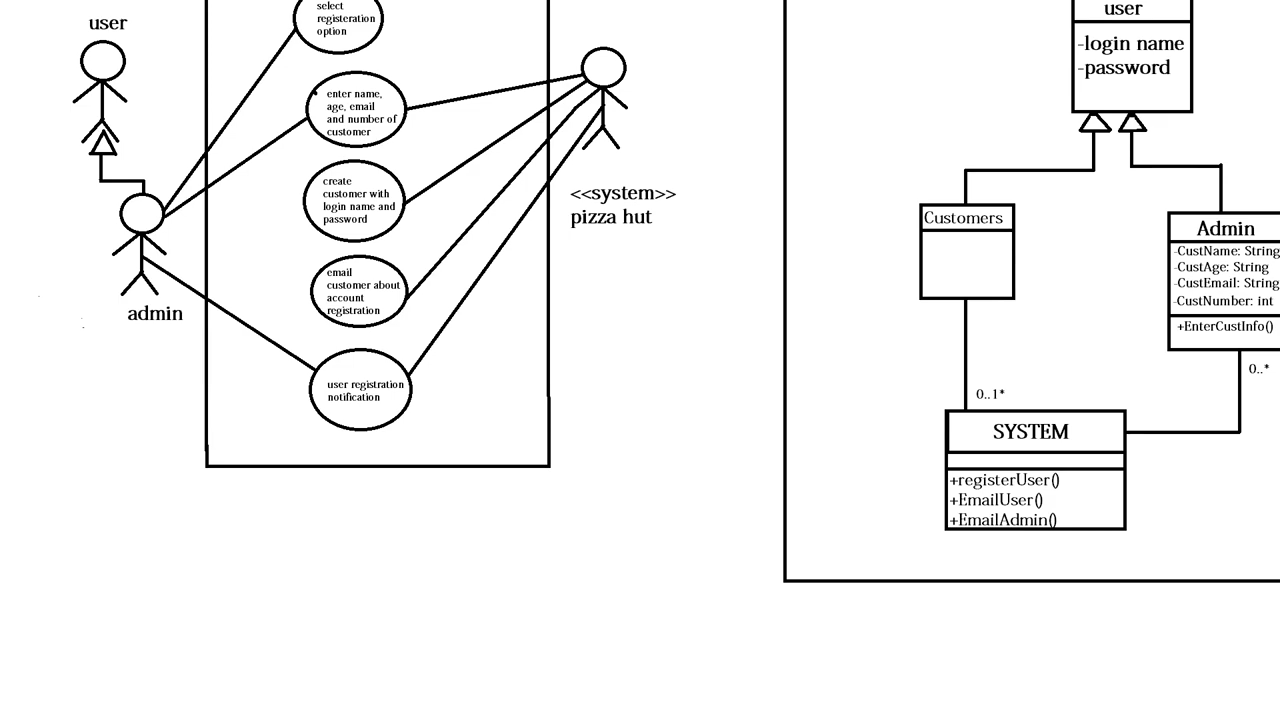 user
select
registeration
option
enter name,
age, email
and number of
customer
create
customer with
login name and
password
email
customer about
account
registration
user registration
notification
admin
<<system>>
pizza hut
user
-login name
-password
Customers
Admin
-CustName: String
-CustAge: String
-CustEmail: String
-CustNumber: int
+EnterCustInfo()
0..1*
0..*
SYSTEM
+registerUser()
+EmailUser()
+EmailAdmin()